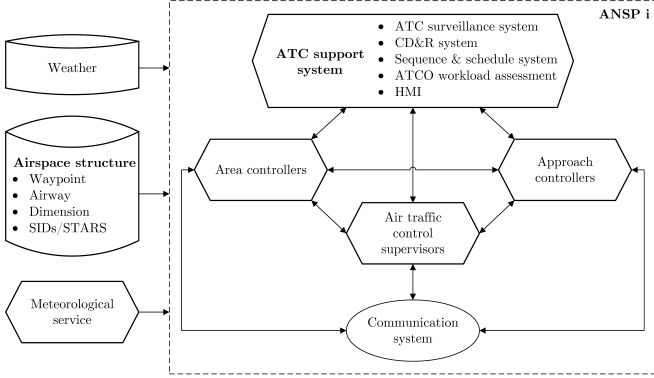 ANSP i
Weather
Airspace structure
• Waypoint
• Airway
• Dimension
• SIDs/STARS
Meteorological
service
ATC support
system
• ATC surveillance system
• CD&R system
• Sequence & schedule system
• ATCO workload assessment
• HMI
Area controllers
Approach
controllers
Air traffic
control
supervisors
Communication
system